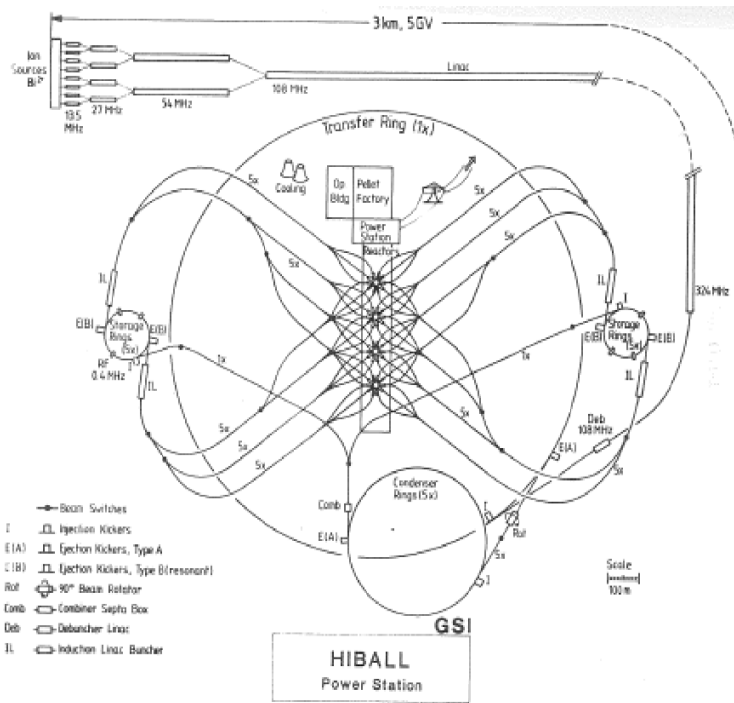 3km, 5GV
Ion
Sources
Linac
13.5
MHz
27 MHz
54 MHz
108 MHz
Transfer Ring (1x)
Cooling
Op
Bldg
Pellet
Factory
Power
Station
Reactors
5x
5x
5x
5x
5x
5x
IL
E(B)
Storage
Rings
(5x)
E(B)
RF
0.4 MHz
I
IL
1x
IL
I
E(B)
Storage
Rings
(5x)
E(B)
IL
324 MHz
1x
5x
5x
5x
5x
5x
Deb
108 MHz
E(A)
Condenser
Rings (5x)
Comb
E(A)
I
Rot
5x
I
Beam Switches
I Injection Kickers
E(A) Ejection Kickers, Type A
E(B) Ejection Kickers, Type B(resonant)
Rot 90° Beam Rotator
Comb Combiner Septa Box
Deb Debuncher Linac
IL Induction Linac Buncher
Scale
100m
GSI
HIBALL
Power Station